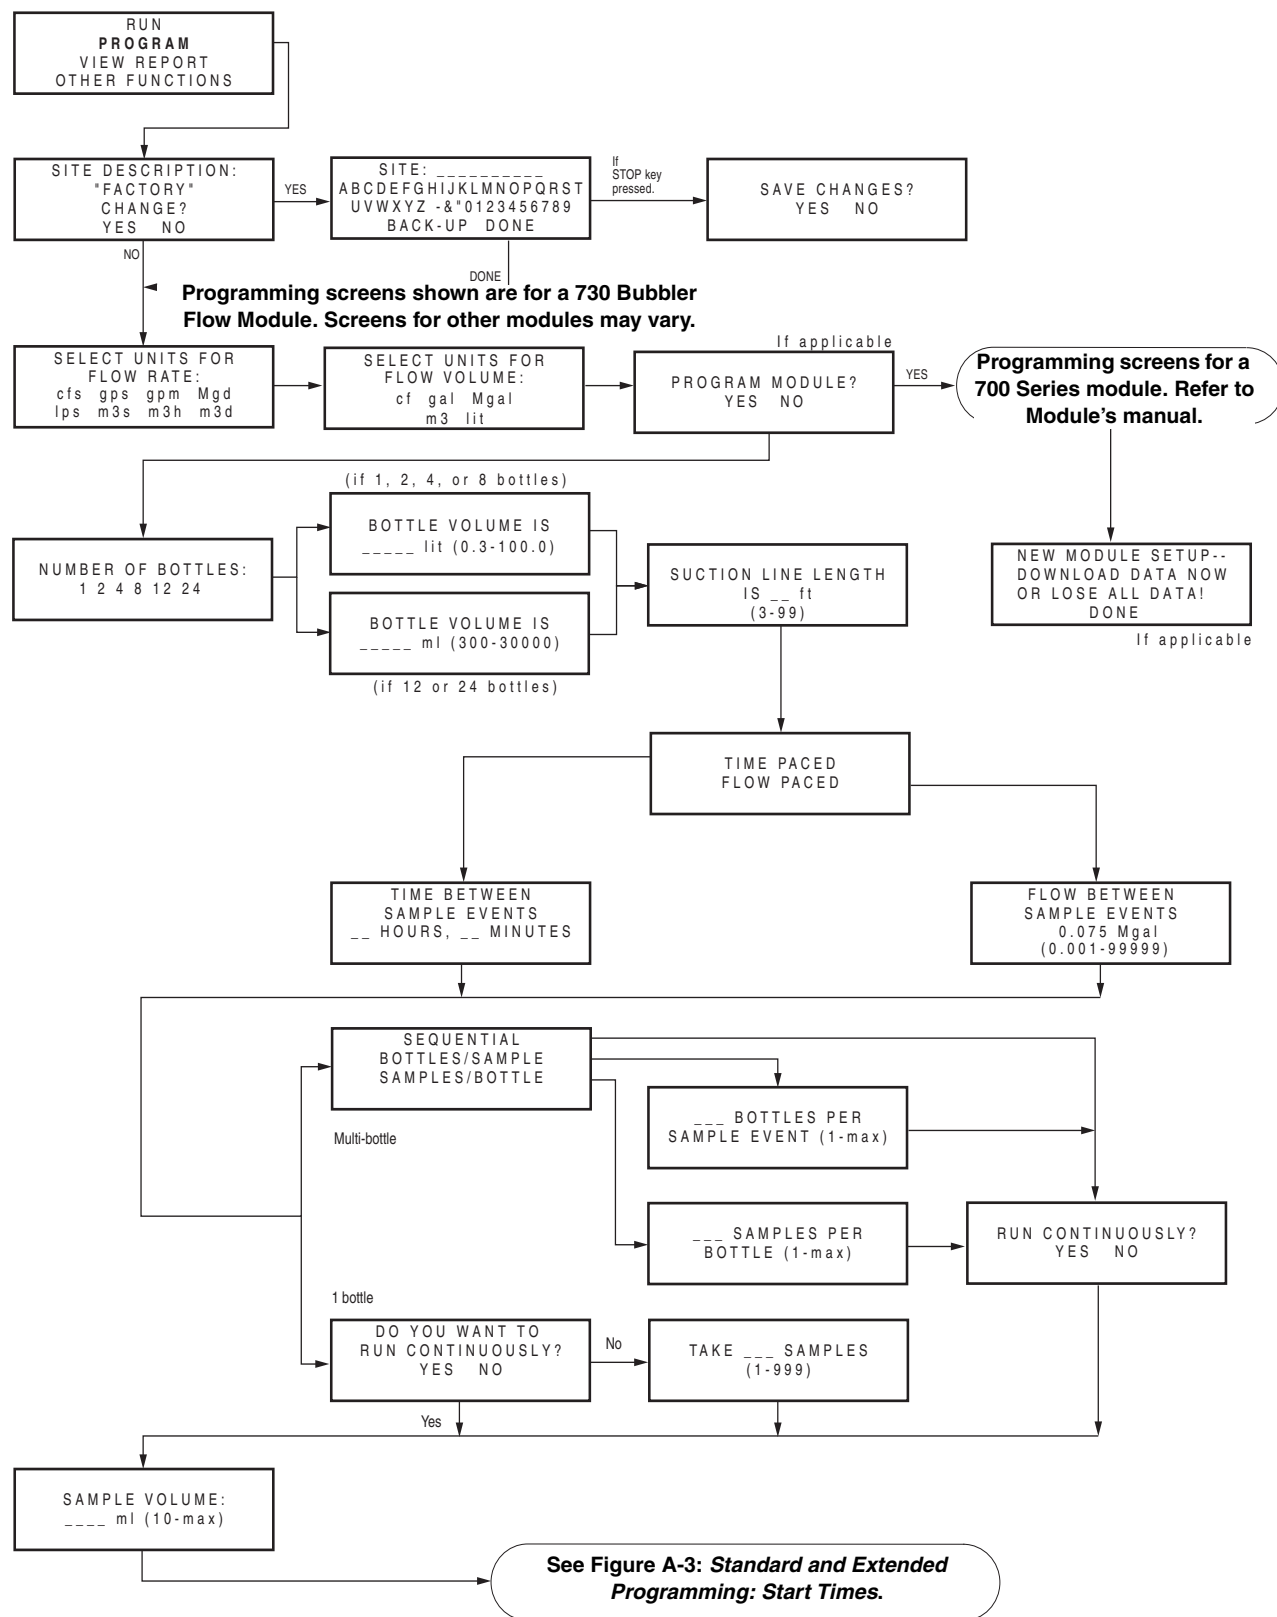 RUN
PROGRAM
VIEW REPORT
OTHER FUNCTIONS
SITE DESCRIPTION:
"FACTORY"
CHANGE?
YES NO
YES
SITE: __________
ABCDEFGHIJKLMNOPQRST
UVWXYZ -&"0123456789
BACK-UP DONE
If
STOP key
pressed.
SAVE CHANGES?
YES NO
NO
DONE
Programming screens shown are for a 730 Bubbler
Flow Module. Screens for other modules may vary.
SELECT UNITS FOR
FLOW RATE:
cfs gps gpm Mgd
lps m3s m3h m3d
SELECT UNITS FOR
FLOW VOLUME:
cf gal Mgal
m3 lit
If applicable
PROGRAM MODULE?
YES NO
YES
Programming screens for a
700 Series module. Refer to
Module's manual.
NEW MODULE SETUP--
DOWNLOAD DATA NOW
OR LOSE ALL DATA!
DONE
If applicable
NUMBER OF BOTTLES:
1 2 4 8 12 24
(if 1, 2, 4, or 8 bottles)
BOTTLE VOLUME IS
_____ lit (0.3-100.0)
BOTTLE VOLUME IS
_____ ml (300-30000)
(if 12 or 24 bottles)
SUCTION LINE LENGTH
IS __ ft
(3-99)
TIME PACED
FLOW PACED
TIME BETWEEN
SAMPLE EVENTS
__ HOURS, __ MINUTES
FLOW BETWEEN
SAMPLE EVENTS
0.075 Mgal
(0.001-99999)
SEQUENTIAL
BOTTLES/SAMPLE
SAMPLES/BOTTLE
Multi-bottle
___ BOTTLES PER
SAMPLE EVENT (1-max)
___ SAMPLES PER
BOTTLE (1-max)
RUN CONTINUOUSLY?
YES NO
1 bottle
DO YOU WANT TO
RUN CONTINUOUSLY?
YES NO
No
TAKE ___ SAMPLES
(1-999)
Yes
SAMPLE VOLUME:
____ ml (10-max)
See Figure A-3: Standard and Extended
Programming: Start Times.